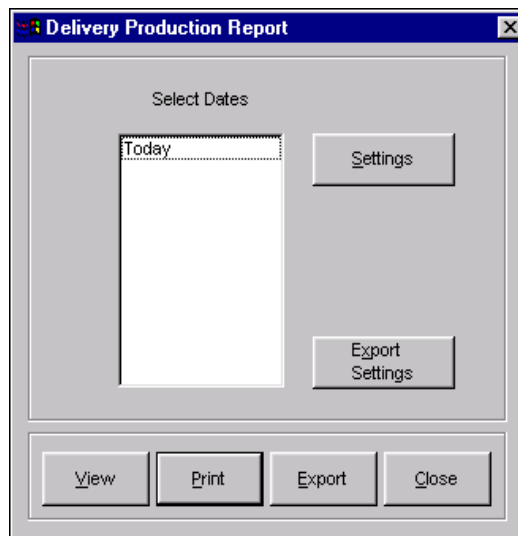 Delivery Production Report
Select Dates
Today
Settings
Export
Settings
View
Print
Export
Close